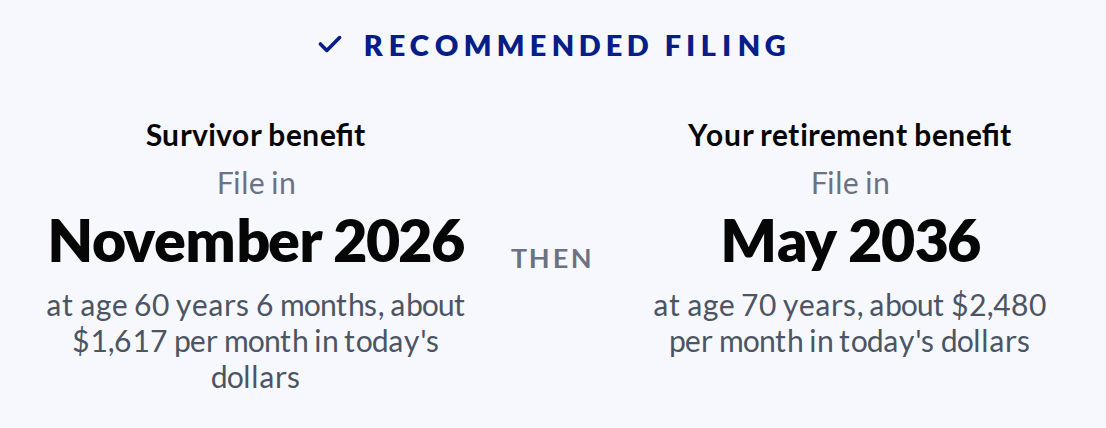 ✓ RECOMMENDED FILING
Survivor benefit
File in
November 2026
at age 60 years 6 months, about
$1,617 per month in today's
dollars
THEN
Your retirement benefit
File in
May 2036
at age 70 years, about $2,480
per month in today's dollars